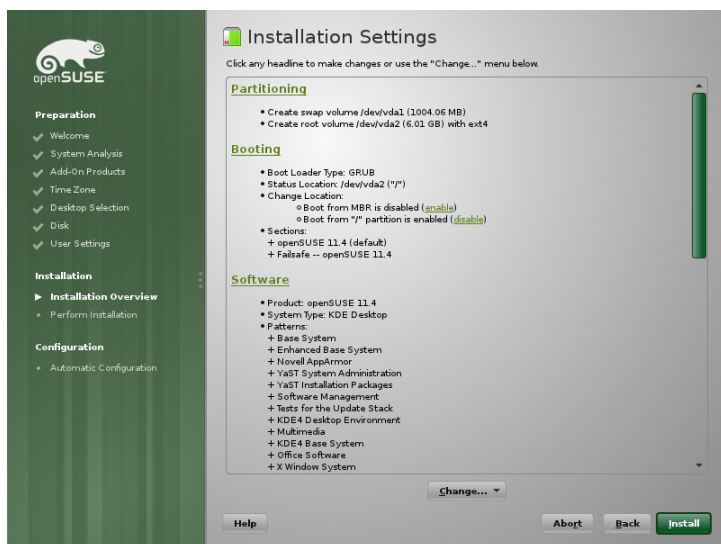 openSUSE
Preparation
Welcome
System Analysis
Add-On Products
Time Zone
Desktop Selection
Disk
User Settings
Installation
Installation Overview
Perform Installation
Configuration
Automatic Configuration
Installation Settings
Click any headline to make changes or use the "Change..." menu below.
Partitioning
• Create swap volume /dev/vda1 (1004.06 MB)
• Create root volume /dev/vda2 (6.01 GB) with ext4
Booting
• Boot Loader Type: GRUB
• Status Location: /dev/vda2 ("/")
• Change Location:
Boot from MBR is disabled (enable)
Boot from "/" partition is enabled (disable)
• Sections:
+ openSUSE 11.4 (default)
+ Failsafe -- openSUSE 11.4
Software
• Product: openSUSE 11.4
• System Type: KDE Desktop
• Patterns:
+ Base System
+ Enhanced Base System
+ Novell AppArmor
+ YaST System Administration
+ YaST Installation Packages
+ Software Management
+ Tests for the Update Stack
+ KDE4 Desktop Environment
+ Multimedia
+ KDE4 Base System
+ Office Software
+ X Window System
Change...
Help
Abort
Back
Install